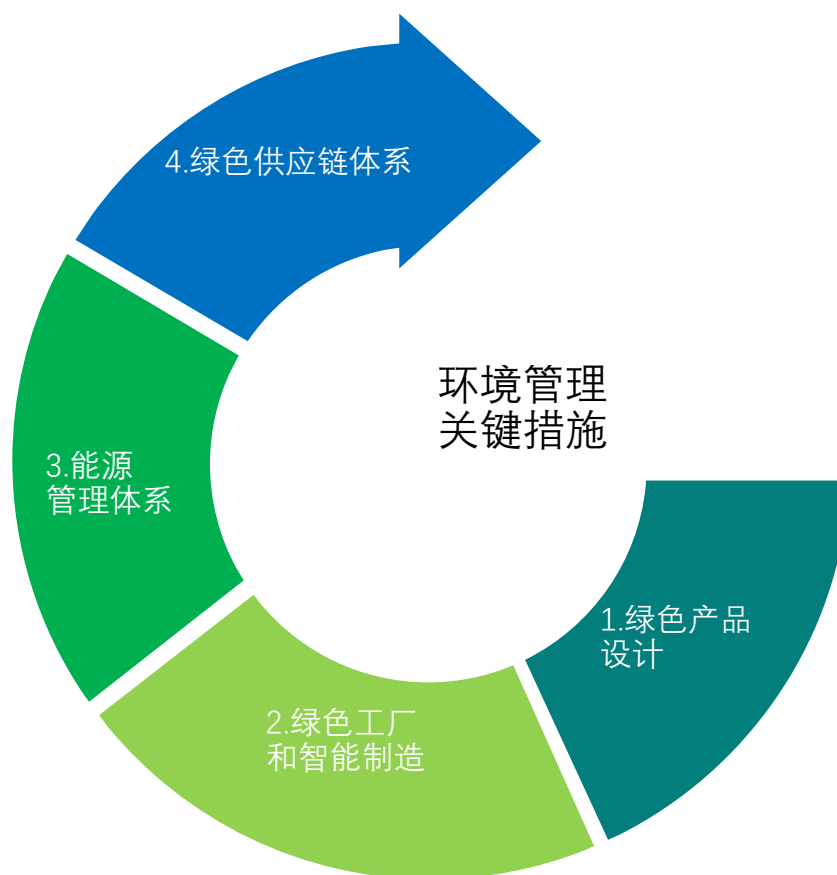 4.绿色供应链体系
环境管理
关键措施
3.能源
管理体系
1.绿色产品
设计
2.绿色工厂
和智能制造